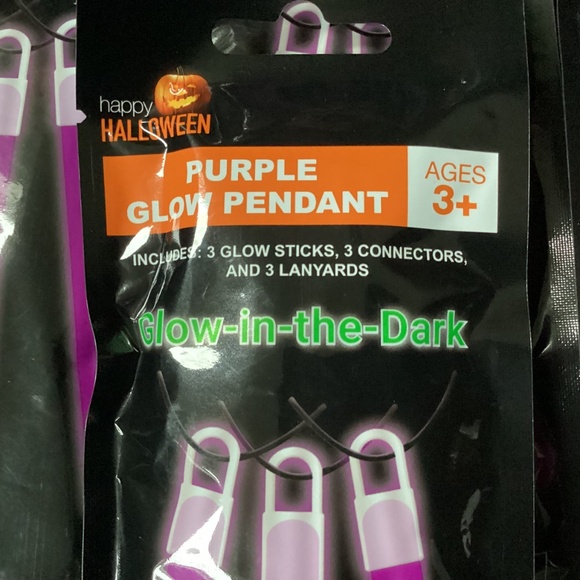 happy
HALLOWEEN
PURPLE
GLOW PENDANT
AGES
3+
INCLUDES: 3 GLOW STICKS, 3 CONNECTORS,
AND 3 LANYARDS
Glow-in-the-Dark